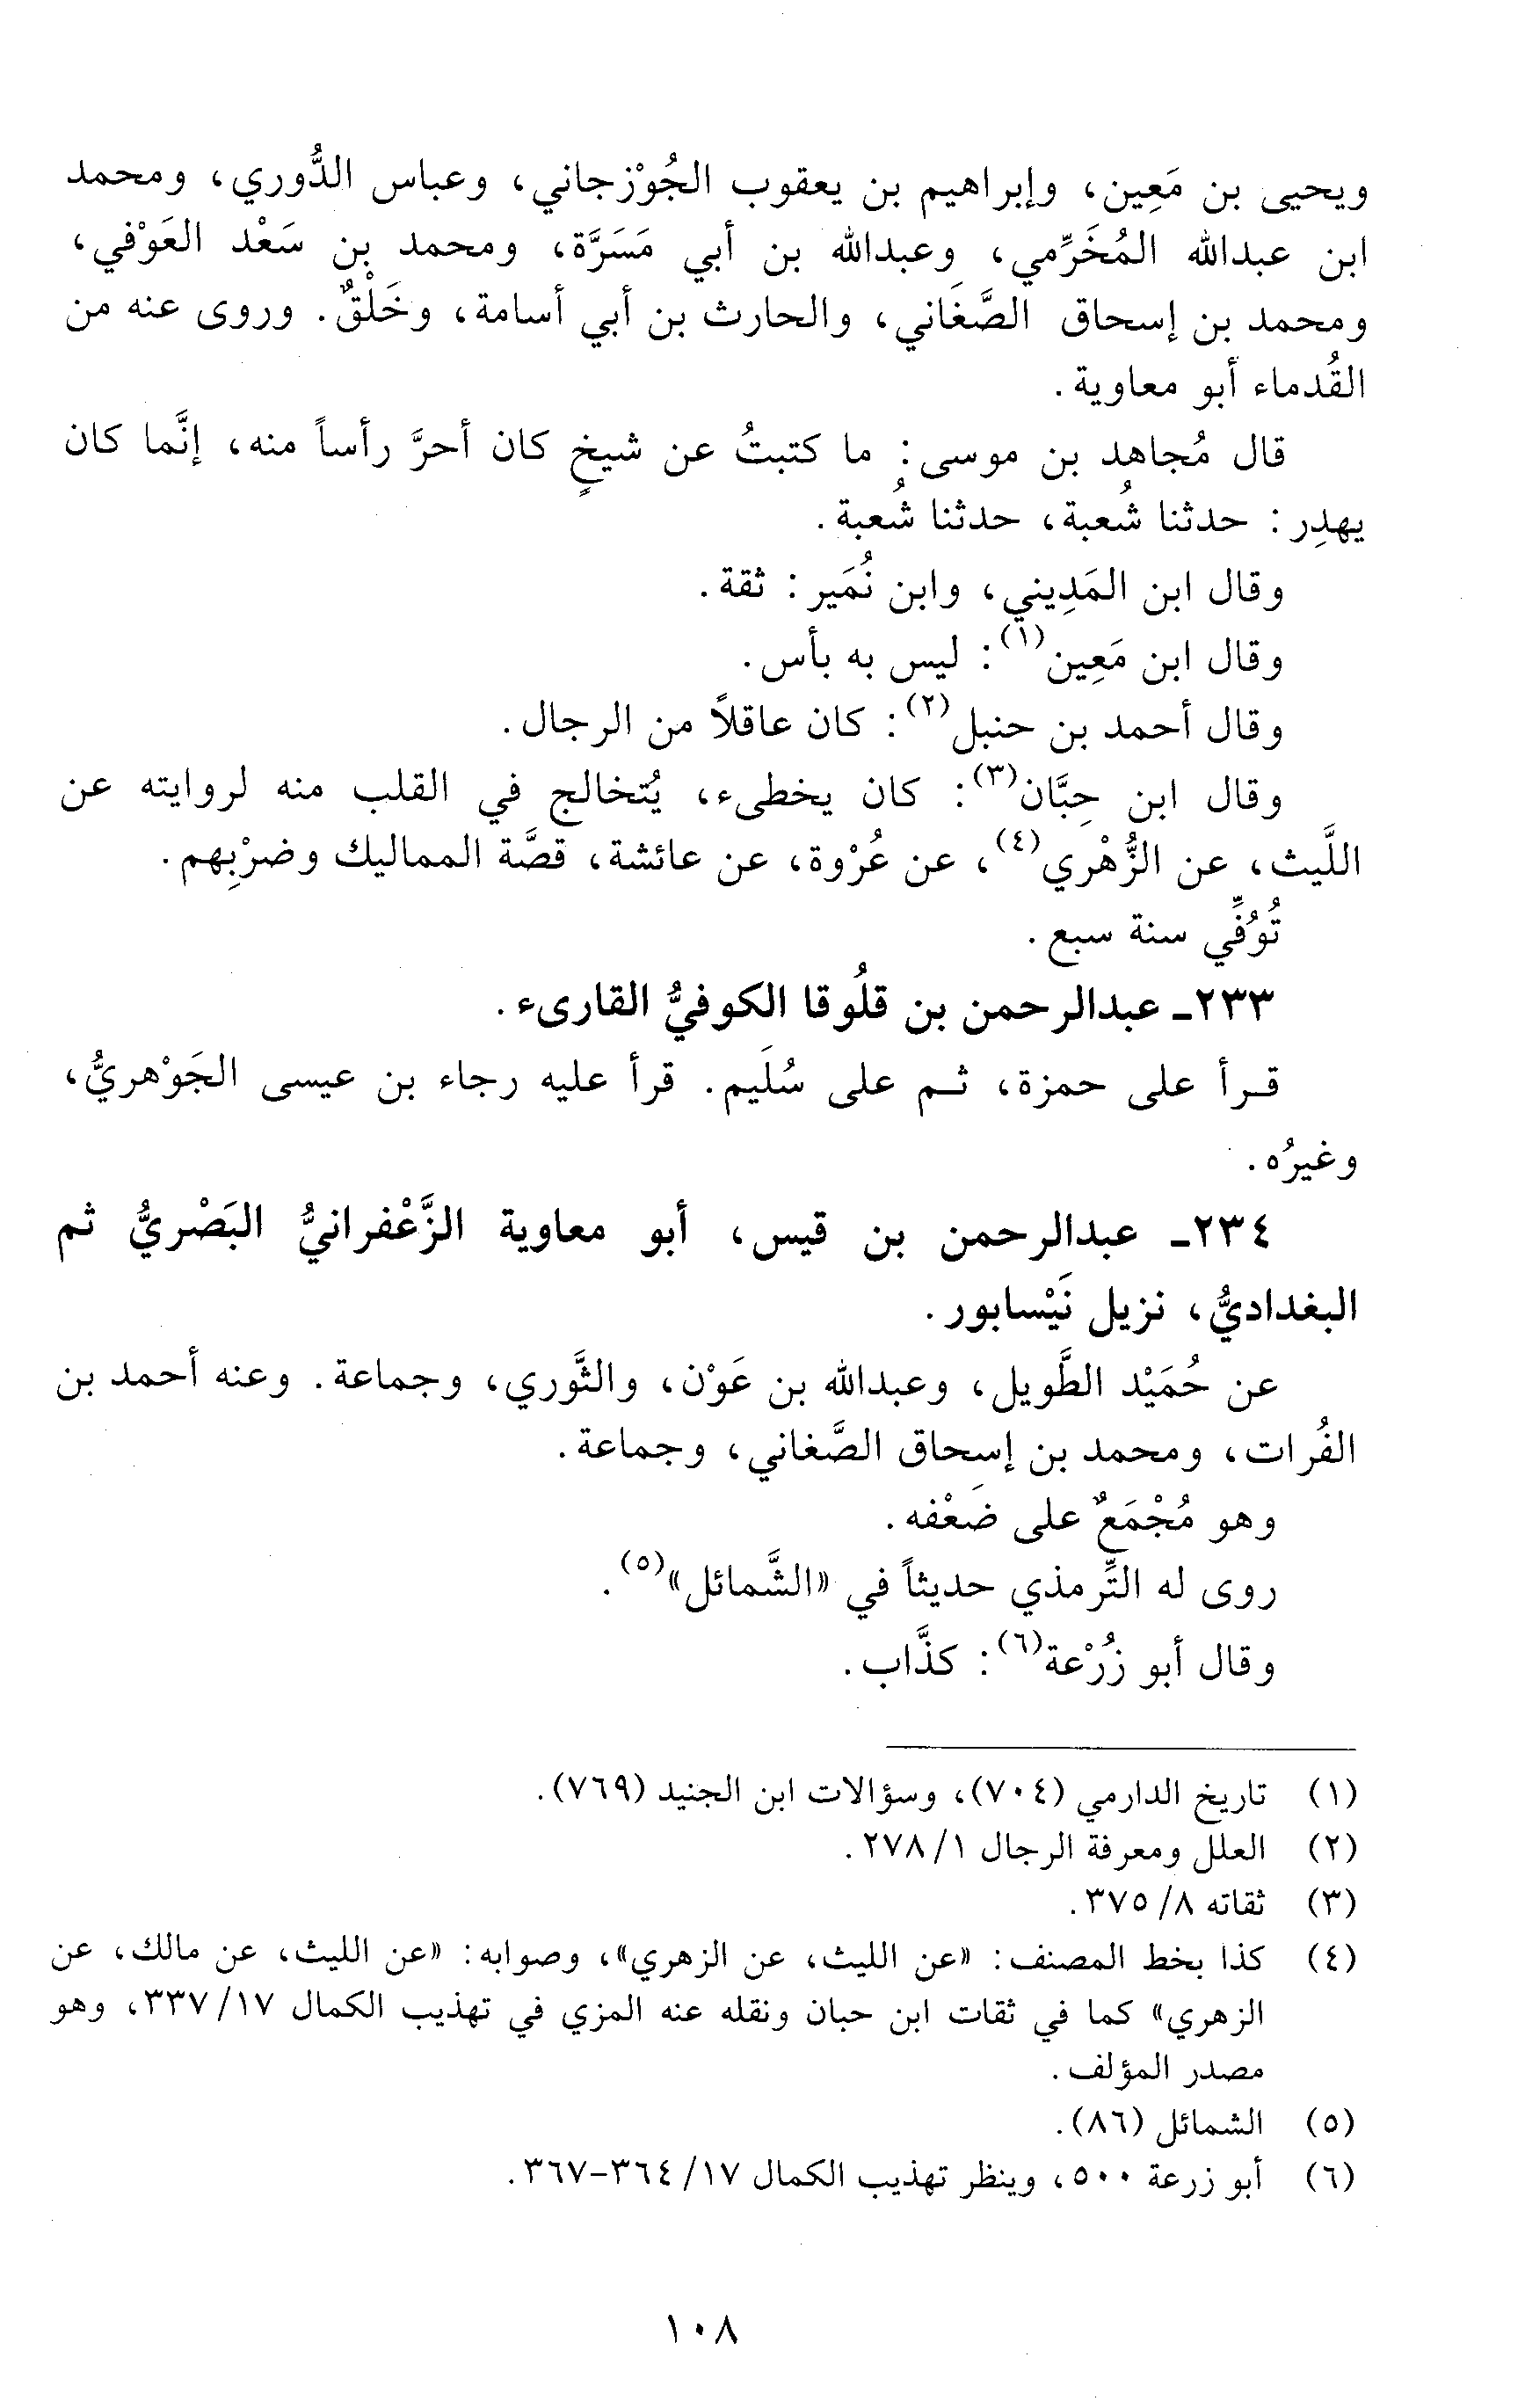 ويحيى بن مَعِين، وإبراهيم بن يعقوب الجُوْزجاني، وعباس الدُّوري، ومحمد
ابن عبدالله المُخَرِّمي، وعبدالله بن أبي مَسَرَّة، ومحمد بن سَعْد العَوْفي،
ومحمد بن إسحاق الصَّغَاني، والحارث بن أبي أسامة، وخَلْقٌ. وروى عنه من
القُدماء أبو معاوية.
قال مُجاهد بن موسى: ما كتبتُ عن شيخٍ كان أحرَّ رأساً منه، إنَّما كان
يهدِر: حدثنا شُعبة، حدثنا شُعبة.
وقال ابن المَدِيني، وابن نُمَير: ثقة.
وقال ابن مَعِين(١): ليس به بأس.
وقال أحمد بن حنبل(٢): كان عاقلاً من الرجال.
وقال ابن حِبَّان(٣): كان يخطىء، يُتخالج في القلب منه لروايته عن
اللَّيث، عن الزُّهْري(٤)، عن عُرْوة، عن عائشة، قصَّة المماليك وضرْبِهم.
تُوُفِّي سنة سبع.
٢٣٣ـ عبدالرحمن بن قلُوقا الكوفيُّ القارىء.
قـرأ على حمزة، ثـم على سُلَيم. قرأ عليه رجاء بن عيسى الجَوْهريُّ،
وغيرُه.
٢٣٤ـ عبدالرحمن بن قيس، أبو معاوية الزَّعْفرانيُّ البَصْريُّ ثم
البغداديُّ، نزيل نَيْسابور.
عن حُمَيْد الطَّويل، وعبدالله بن عَوْن، والثَّوري، وجماعة. وعنه أحمد بن
الفُرات، ومحمد بن إسحاق الصَّغاني، وجماعة.
وهو مُجْمَعٌ على ضَعْفه.
روى له التِّرمذي حديثاً في «الشَّمائل»(٥).
وقال أبو زُرْعة(٦): كذَّاب.
(١) تاريخ الدارمي (٧٠٤)، وسؤالات ابن الجنيد (٧٦٩).
(٢) العلل ومعرفة الرجال ١/ ٢٧٨.
(٣) ثقاته ٨/ ٣٧٥.
(٤) كذا بخط المصنف: «عن الليث، عن الزهري»، وصوابه: «عن الليث، عن مالك، عن
الزهري» كما في ثقات ابن حبان ونقله عنه المزي في تهذيب الكمال ١٧/ ٣٣٧، وهو
مصدر المؤلف.
(٥) الشمائل (٨٦).
(٦) أبو زرعة ٥٠٠، وينظر تهذيب الكمال ١٧/ ٣٦٤-٣٦٧.
١٠٨